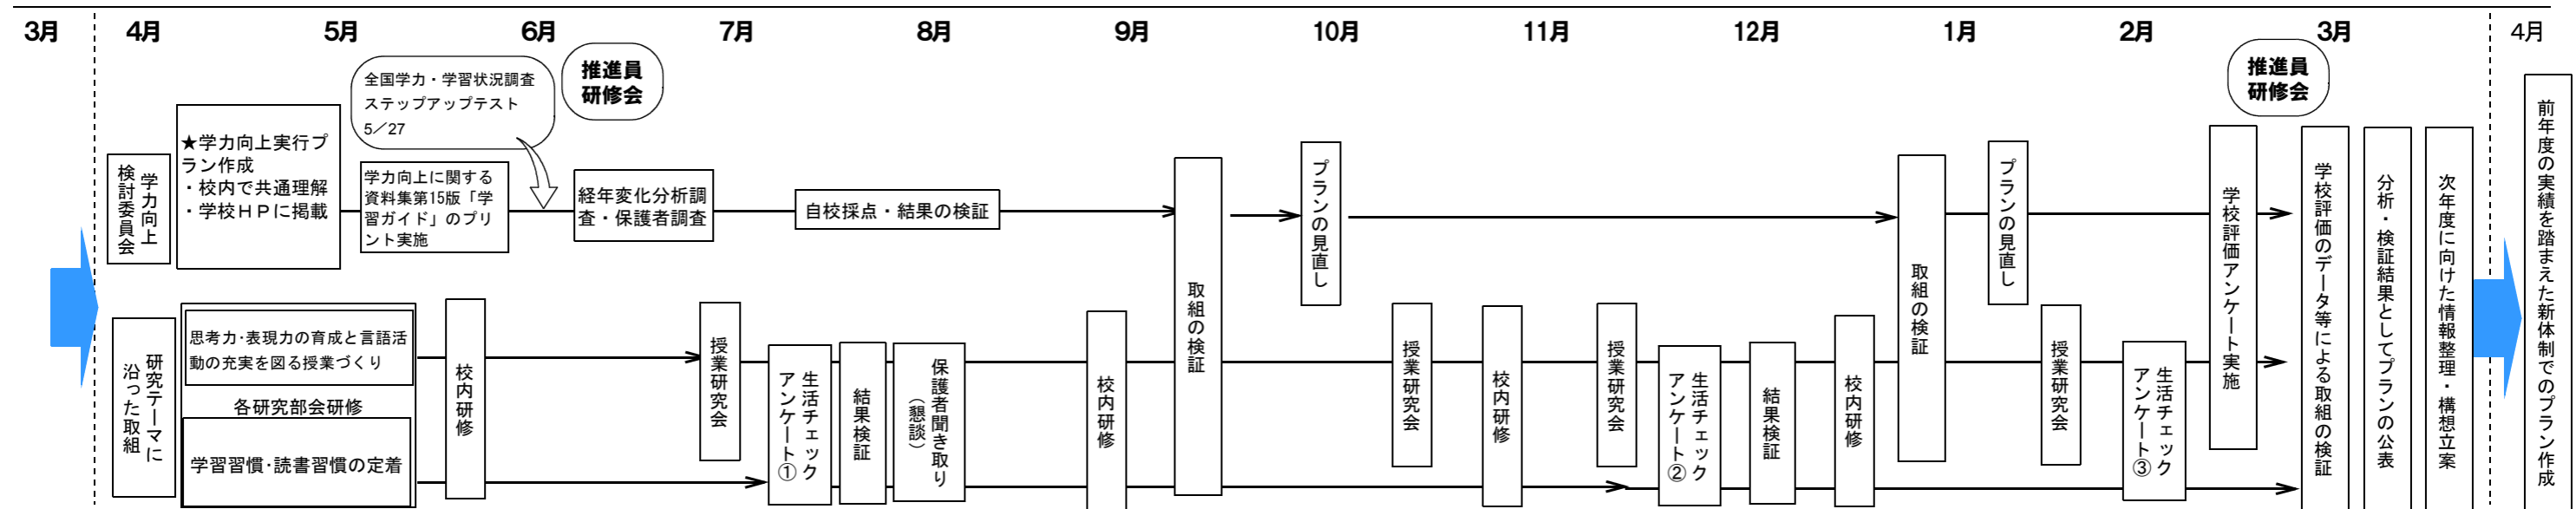 3月
4月
5月
6月
7月
8月
9月
10月
11月
12月
1月
2月
3月
4月
全国学力・学習状況調査
ステップアップテスト
5／27
推進員
研修会
推進員
研修会
学力向上
検討委員会
★学力向上実行プ
ラン作成
・校内で共通理解
・学校ＨＰに掲載
学力向上に関する
資料集第15版「学
習ガイド」のプリ
ント実施
経年変化分析調
査・保護者調査
自校採点・結果の検証
取組の検証
プランの見直し
取組の検証
プランの見直し
学校評価アンケート実施
学校評価のデータ等による取組の検証
分析・検証結果としてプランの公表
次年度に向けた情報整理・構想立案
前年度の実績を踏まえた新体制でのプラン作成
研究テーマに
沿った取組
思考力･表現力の育成と言語活
動の充実を図る授業づくり
各研究部会研修
学習習慣･読書習慣の定着
校内研修
授業研究会
生活チェック
アンケート①
結果検証
保護者聞き取り
（懇談）
校内研修
授業研究会
校内研修
授業研究会
生活チェック
アンケート②
結果検証
校内研修
授業研究会
生活チェック
アンケート③